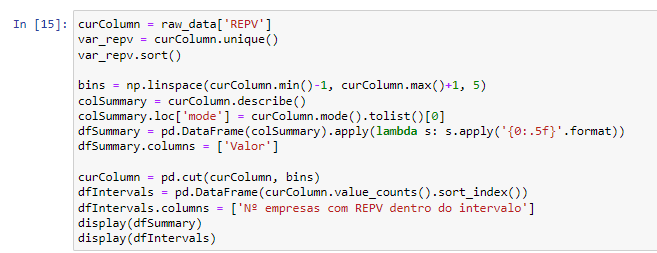 In [15]: curColumn = raw_data['REPV']
var_repv = curColumn.unique()
var_repv.sort()
bins = np.linspace(curColumn.min()-1, curColumn.max()+1, 5)
colSummary = curColumn.describe()
colSummary.loc['mode'] = curColumn.mode().tolist()[0]
dfSummary = pd.DataFrame(colSummary).apply(lambda s: s.apply('{0:.5f}'.format))
dfSummary.columns = ['Valor']
curColumn = pd.cut(curColumn, bins)
dfIntervals = pd.DataFrame(curColumn.value_counts().sort_index())
dfIntervals.columns = ['Nº empresas com REPV dentro do intervalo']
display(dfSummary)
display(dfIntervals)